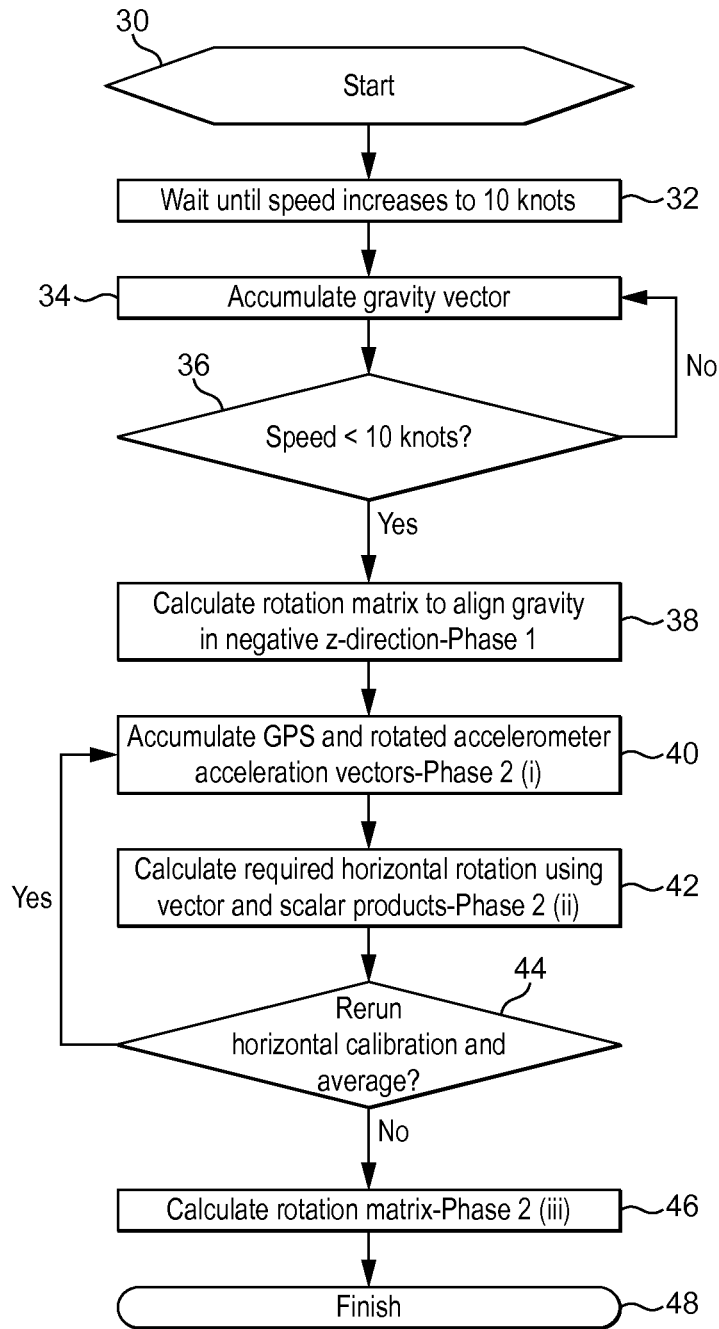 30
Start
Wait until speed increases to 10 knots
32
34
Accumulate gravity vector
36
No
Speed < 10 knots?
Yes
Calculate rotation matrix to align gravity
in negative z-direction-Phase 1
38
Accumulate GPS and rotated accelerometer
acceleration vectors-Phase 2 (i)
40
Calculate required horizontal rotation using
vector and scalar products-Phase 2 (ii)
42
Yes
44
Rerun
horizontal calibration and
average?
No
Calculate rotation matrix-Phase 2 (iii)
46
Finish
48